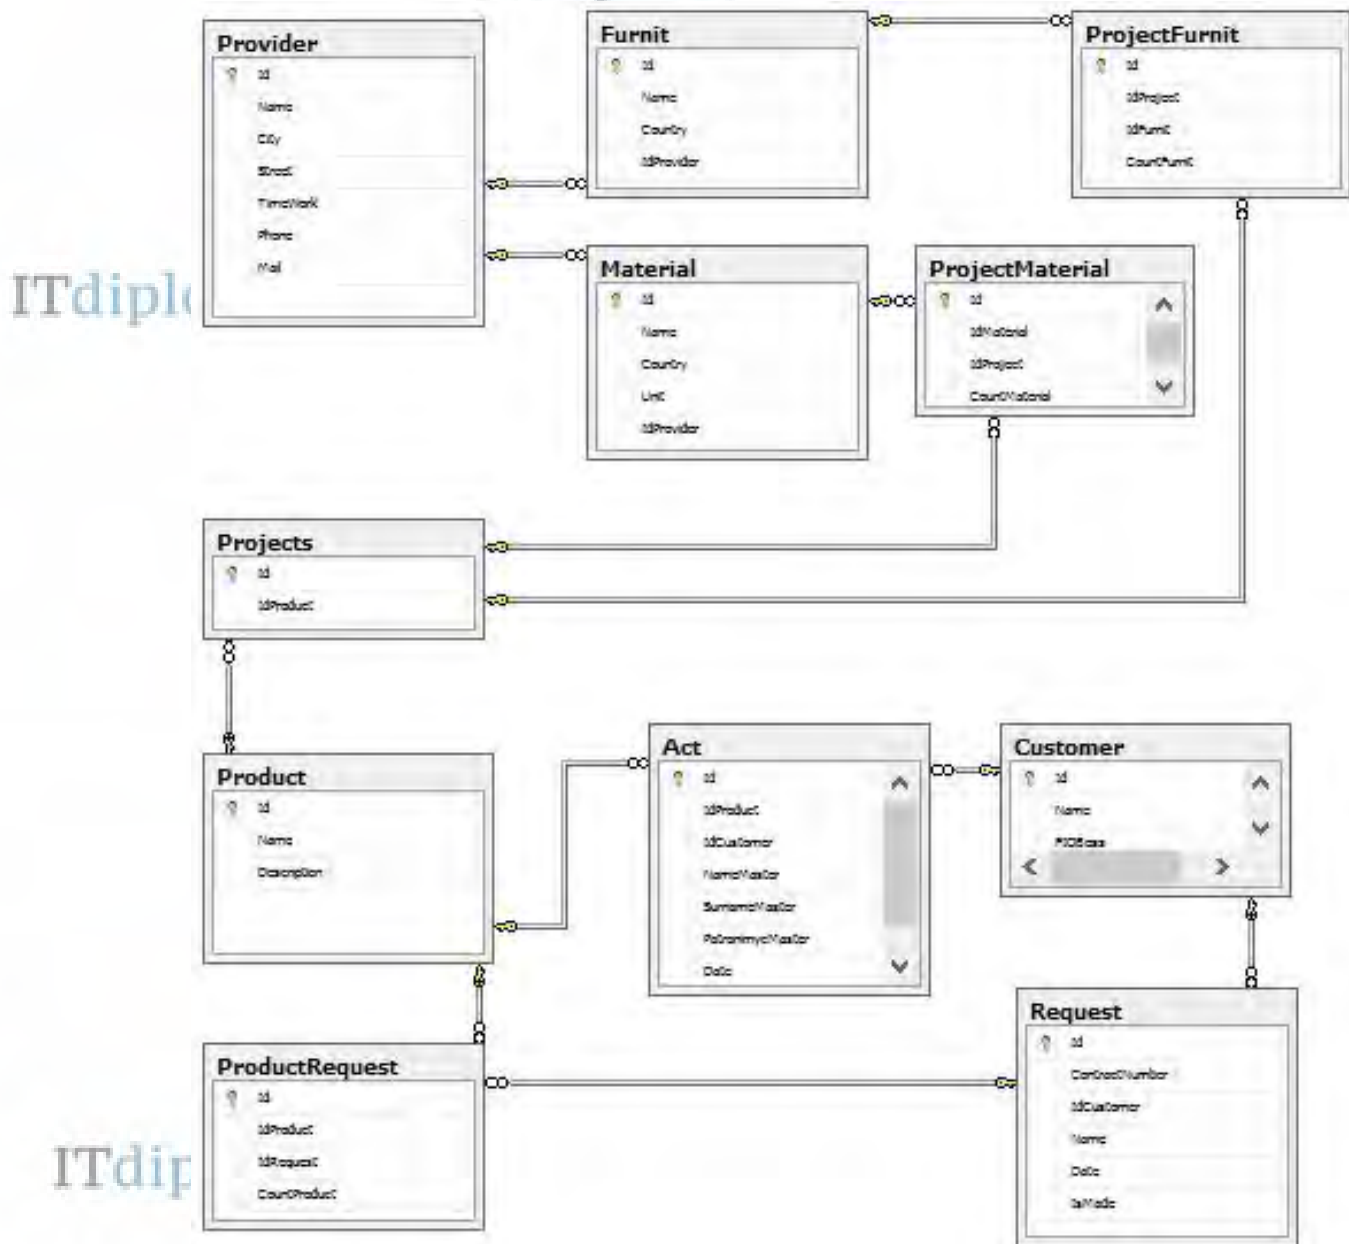 Provider
Id
Name
City
Street
TimeWork
Phone
Mail
Furnit
Id
Name
Country
IdProvider
ProjectFurnit
Id
IdProject
IdFurnit
CountFurnit
ITdipl
Material
Id
Name
Country
Unit
IdProvider
ProjectMaterial
Id
IdMaterial
IdProject
CountMaterial
Projects
Id
IdProduct
Product
Id
Name
Description
Act
Id
IdProduct
IdCustomer
NameMaster
SurnameMaster
PatronimycMaster
Date
Customer
Id
Name
FIOBoss
ProductRequest
Id
IdProduct
IdRequest
CountProduct
Request
Id
ContractNumber
IdCustomer
Name
Date
IsMade
ITdip